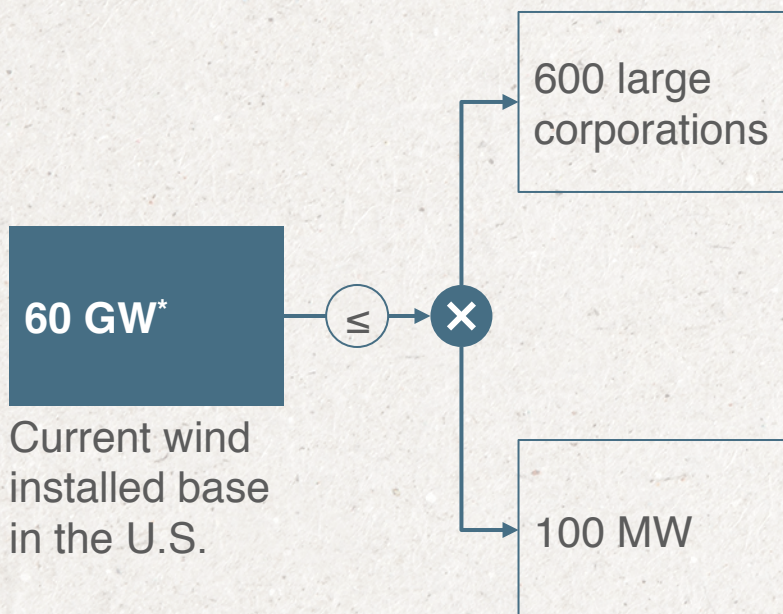 600 large
corporations
60 GW*
≤
×
Current wind
installed base
in the U.S.
100 MW